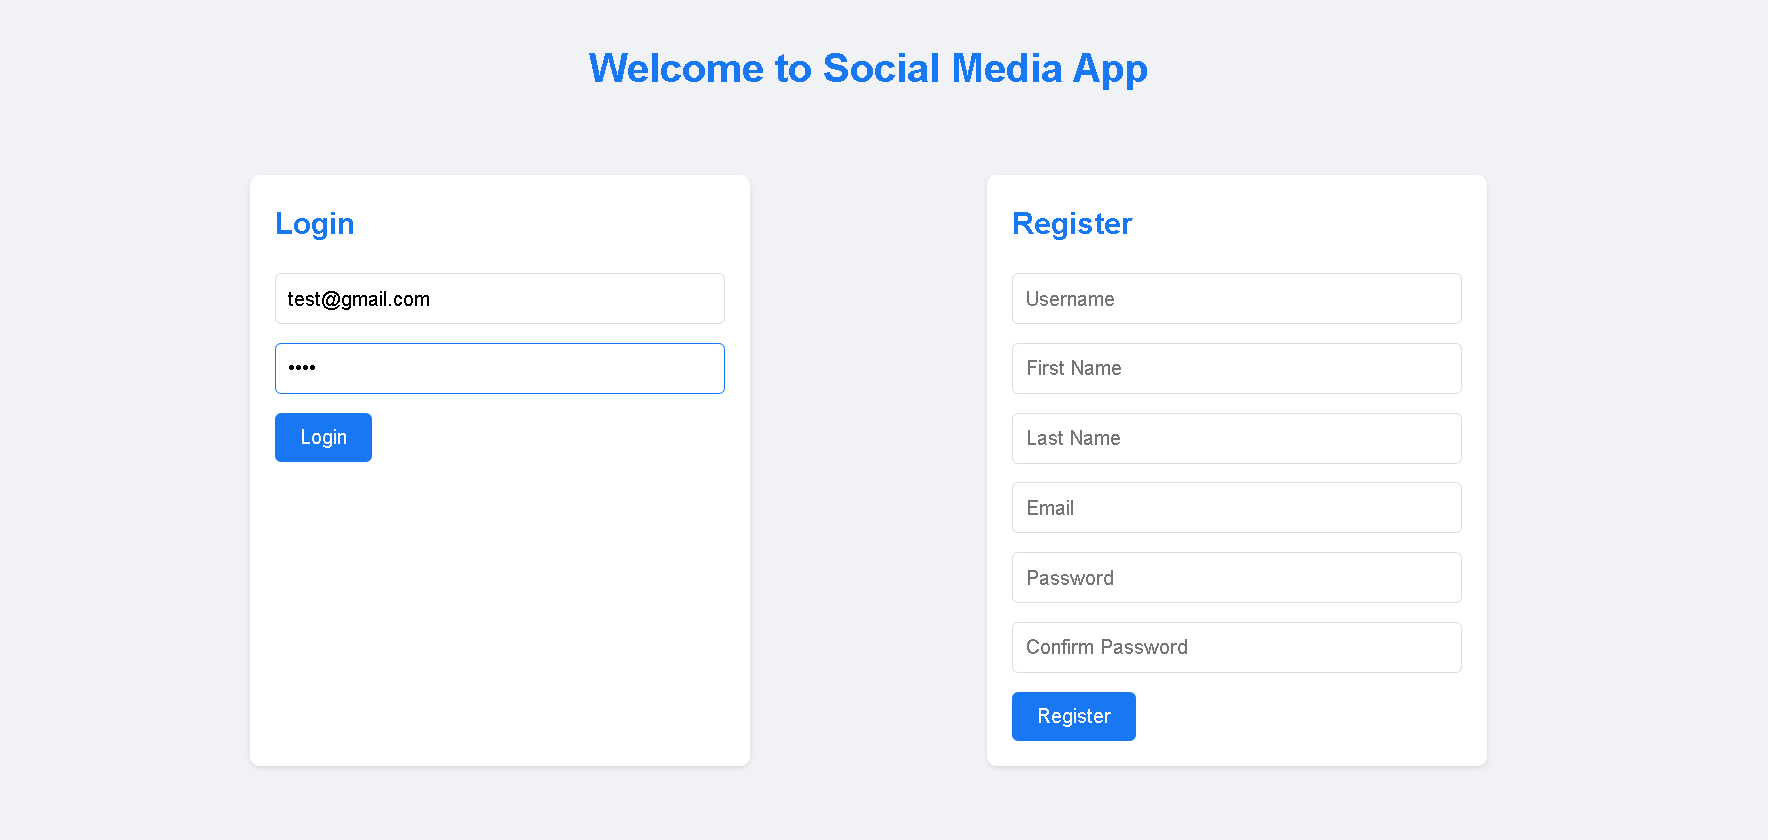 Welcome to Social Media App
Login
test@gmail.com
••••
Login
Register
Username
First Name
Last Name
Email
Password
Confirm Password
Register